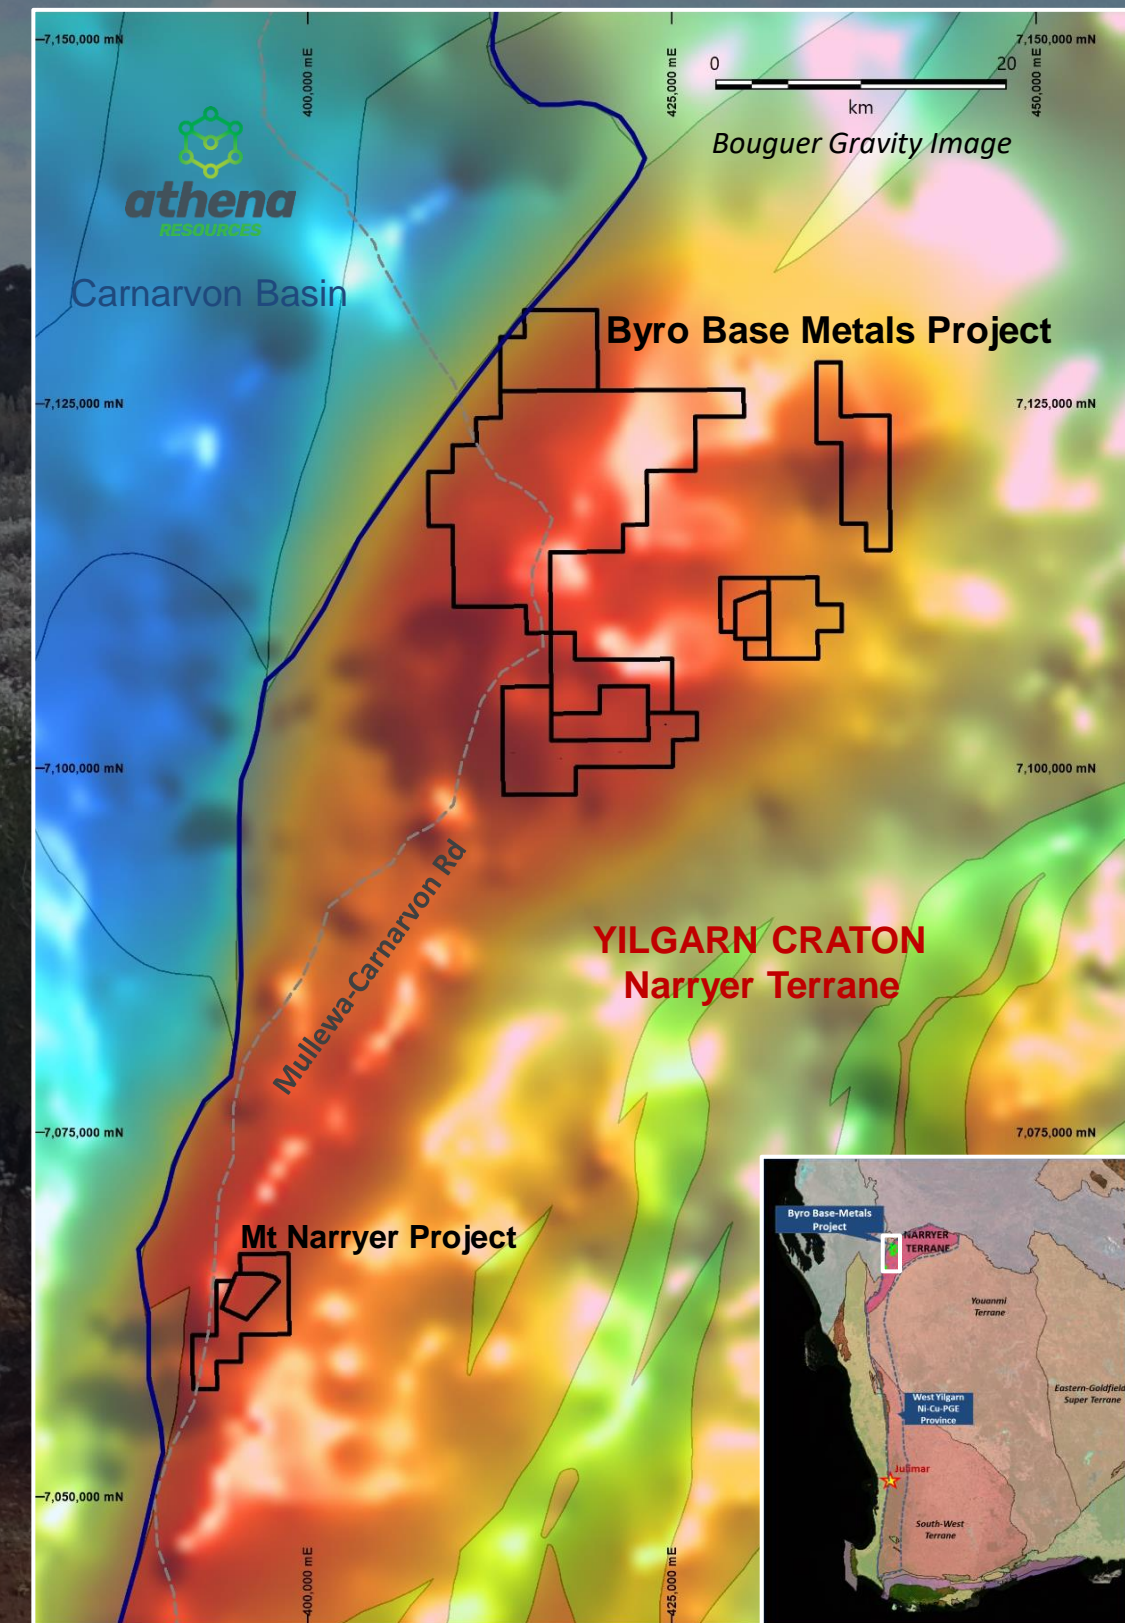 7,150,000 mN
400,000 mE
425,000 mE
450,000 mE
7,150,000 mN
0
20
km
Bouguer Gravity Image
athena
RESOURCES
Carnarvon Basin
Byro Base Metals Project
7,125,000 mN
7,125,000 mN
7,100,000 mN
7,100,000 mN
Mullewa-Carnarvon Rd
YILGARN CRATON
Narryer Terrane
7,075,000 mN
7,075,000 mN
Mt Narryer Project
Byro Base-Metals
Project
NARRYER
TERRANE
Youanmi
Terrane
Eastern-Goldfield
Super Terrane
West Yilgarn
Ni-Cu-PGE
Province
Julimar
South-West
Terrane
7,050,000 mN
400,000 mE
425,000 mE